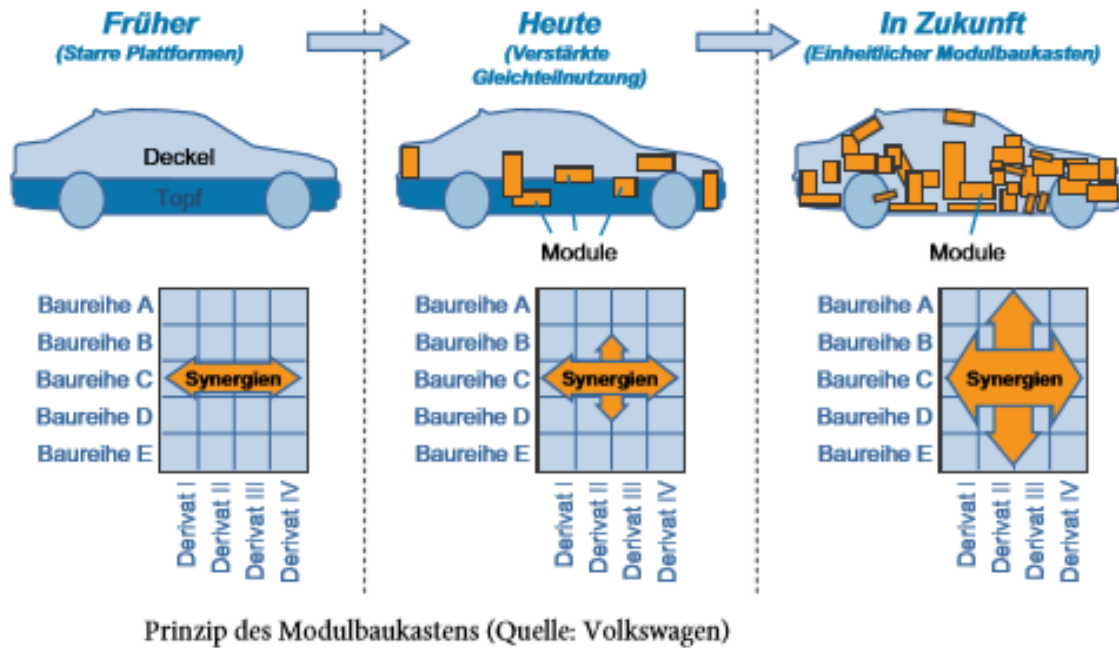 Früher
(Starre Plattformen)
Heute
(Verstärkte
Gleichteilnutzung)
In Zukunft
(Einheitlicher Modulbaukasten)
Deckel
Topf
Module
Module
Baureihe A
Baureihe B
Baureihe C
Baureihe D
Baureihe E
Synergien
Derivat I
Derivat II
Derivat III
Derivat IV
Baureihe A
Baureihe B
Baureihe C
Baureihe D
Baureihe E
Synergien
Derivat I
Derivat II
Derivat III
Derivat IV
Baureihe A
Baureihe B
Baureihe C
Baureihe D
Baureihe E
Synergien
Derivat I
Derivat II
Derivat III
Derivat IV
Prinzip des Modulbaukastens (Quelle: Volkswagen)